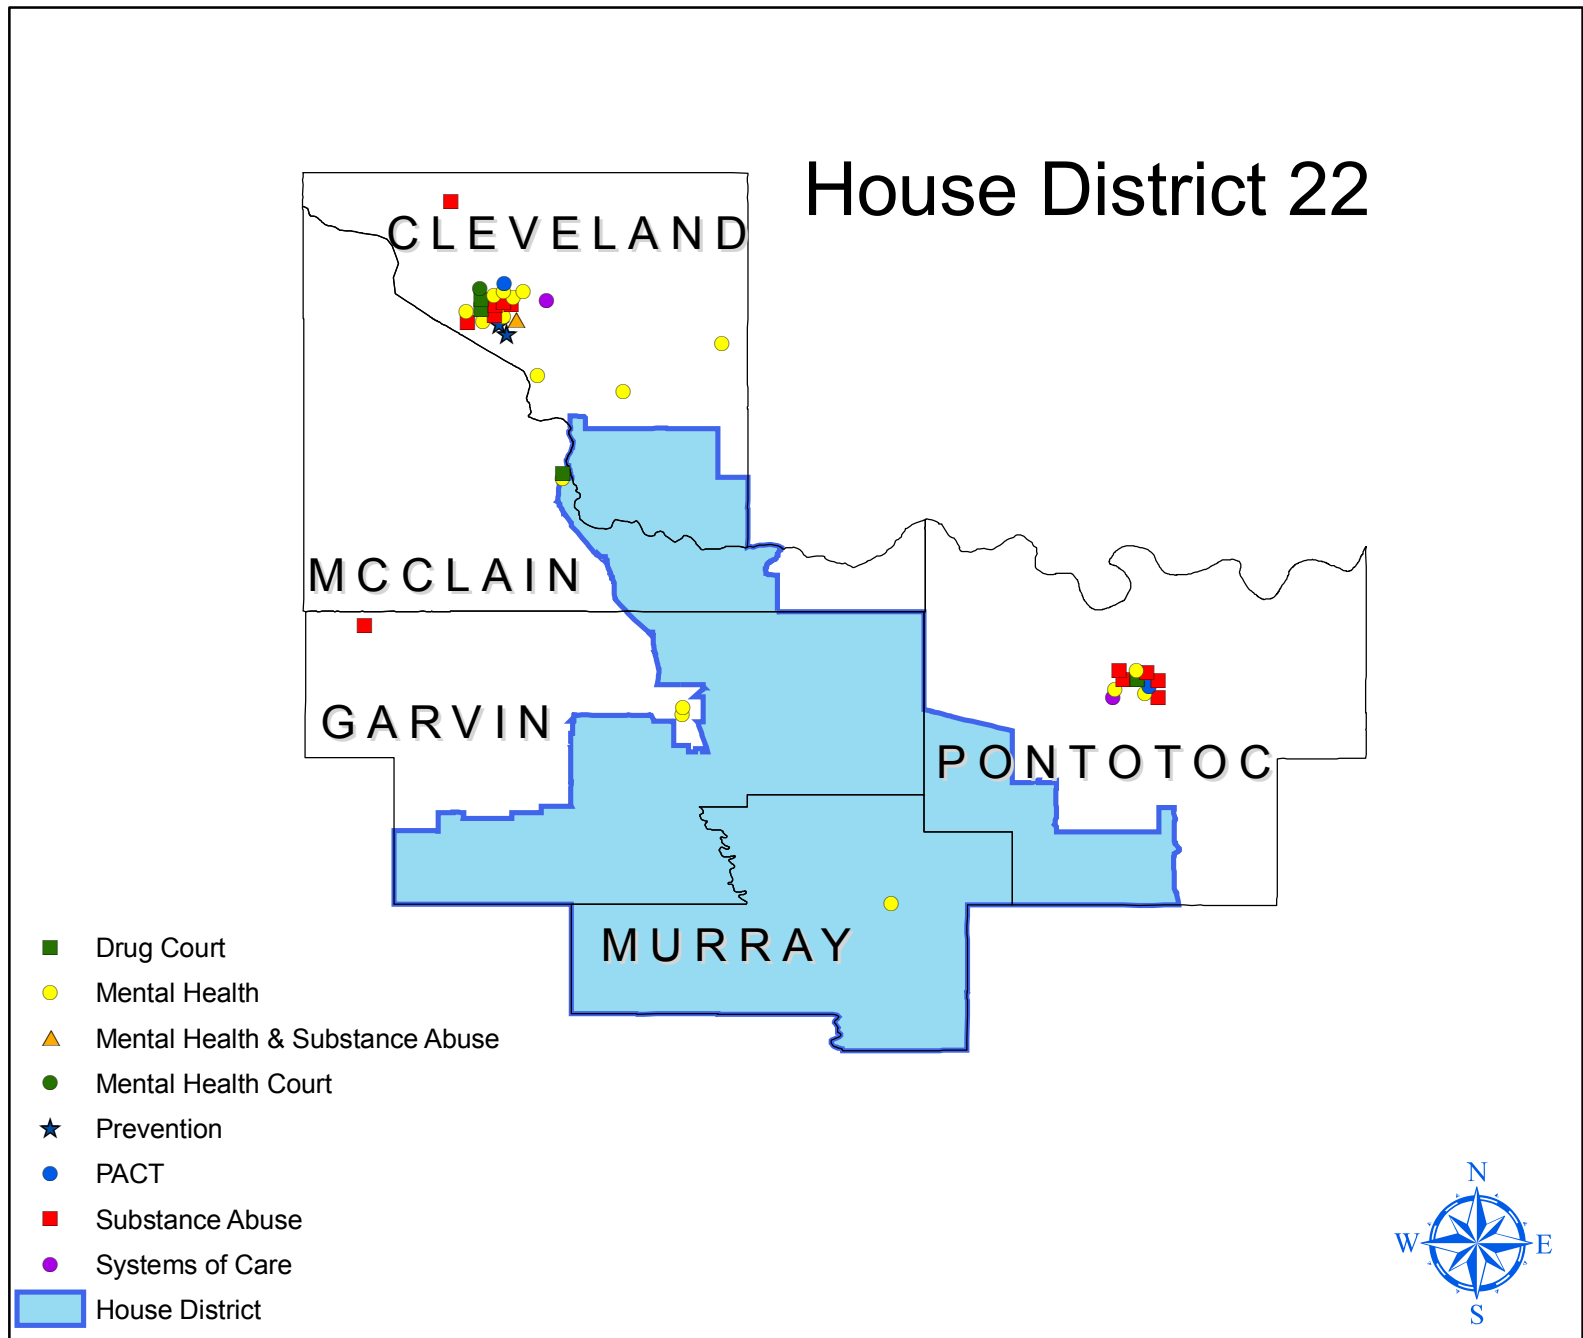 House District 22
CLEVELAND
MCCLAIN
GARVIN
PONTOTOC
MURRAY
Drug Court
Mental Health
Mental Health & Substance Abuse
Mental Health Court
Prevention
PACT
Substance Abuse
Systems of Care
House District
N
W
E
S